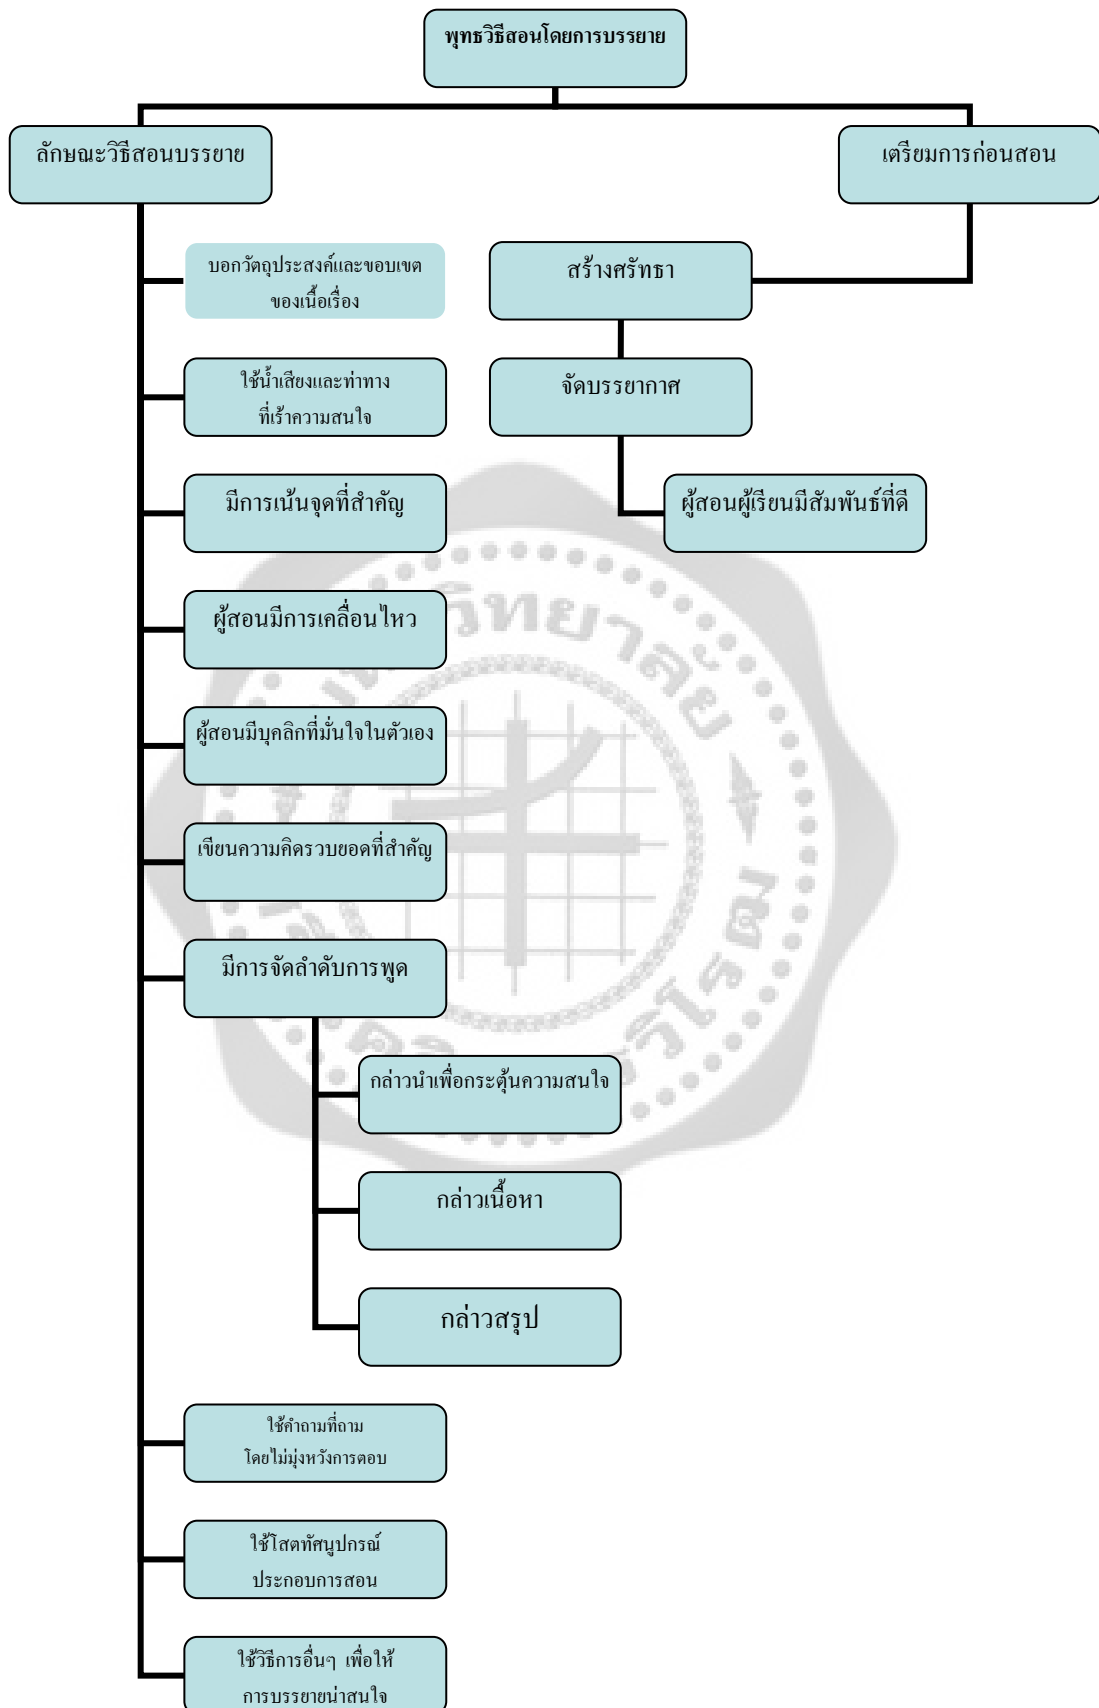 พุทธวิธีสอนโดยการบรรยาย
ลักษณะวิธีสอนบรรยาย
เตรียมการก่อนสอน
บอกวัตถุประสงค์และขอบเขต
ของเนื้อเรื่อง
สร้างศรัทธา
ใช้น้ำเสียงและท่าทาง
ที่เร้าความสนใจ
จัดบรรยากาศ
มีการเน้นจุดที่สำคัญ
ผู้สอนผู้เรียนมีสัมพันธ์ที่ดี
ผู้สอนมีการเคลื่อนไหว
ผู้สอนมีบุคลิกที่มั่นใจในตัวเอง
เขียนความคิดรวบยอดที่สำคัญ
มีการจัดลำดับการพูด
กล่าวนำเพื่อกระตุ้นความสนใจ
กล่าวเนื้อหา
กล่าวสรุป
ใช้คำถามที่ถาม
โดยไม่มุ่งหวังการตอบ
ใช้โสตทัศนูปกรณ์
ประกอบการสอน
ใช้วิธีการอื่นๆ เพื่อให้
การบรรยายน่าสนใจ